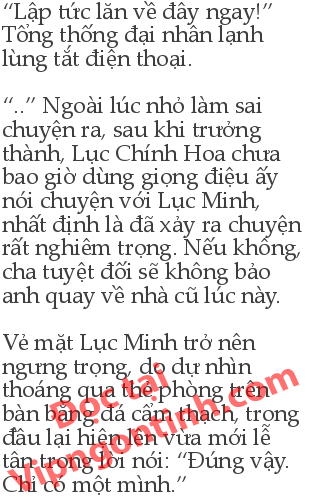 “Lập tức lăn về đây ngay!”
Tổng thống đại nhân lạnh
lùng tắt điện thoại.
“..” Ngoài lúc nhỏ làm sai
chuyện ra, sau khi trưởng
thành, Lục Chính Hoa chưa
bao giờ dùng giọng điệu ấy
nói chuyện với Lục Minh,
nhất định là đã xảy ra chuyện
rất nghiêm trọng. Nếu không,
cha tuyệt đối sẽ không bảo
anh quay về nhà cũ lúc này.
Vẻ mặt Lục Minh trở nên
ngưng trọng, do dự nhìn
thoáng qua thẻ phòng trên
bàn bằng đá cẩm thạch, trong
đầu lại hiện lên vừa mới lễ
tân trong lời nói: “Đúng vậy.
Chỉ có một mình.”
Đọc tại
Vipngontinh.com